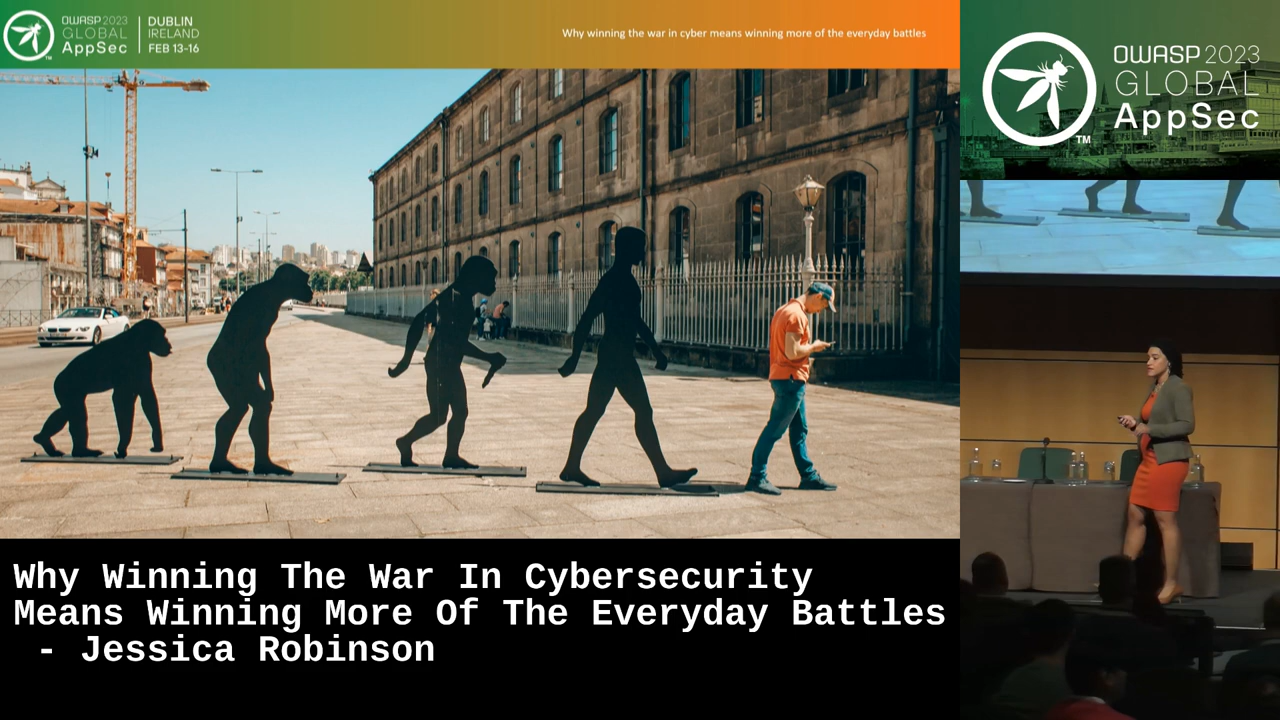 OWASP 2023
GLOBAL
AppSec
TM
DUBLIN
IRELAND
FEB 13-16
Why winning the war in cyber means winning more of the everyday battles
OWASP 2023
GLOBAL
AppSec
TM
Why Winning The War In Cybersecurity
Means Winning More Of The Everyday Battles
- Jessica Robinson